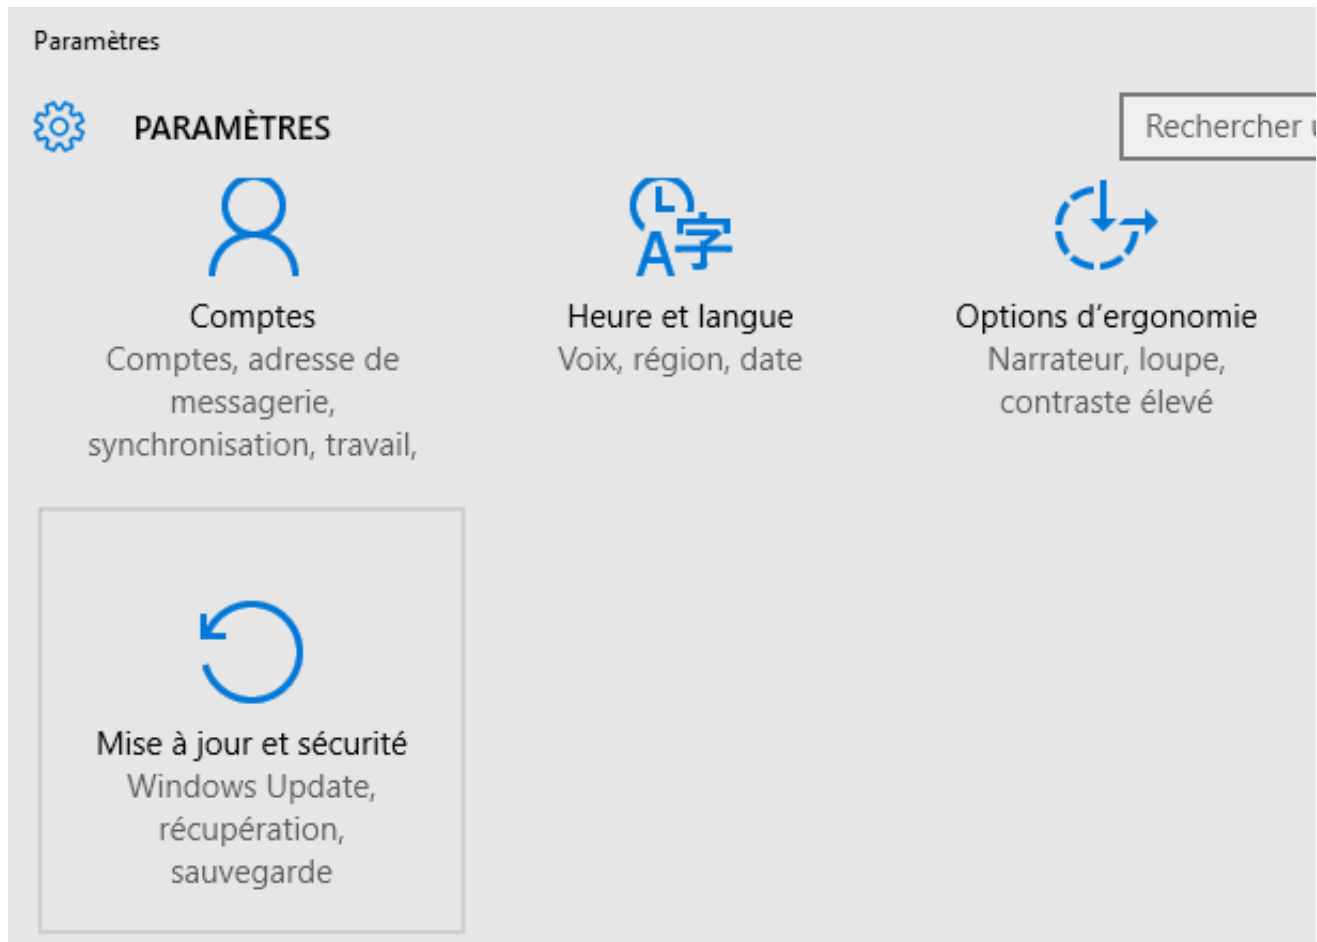 Paramètres
PARAMÈTRES
Rechercher
Comptes
Comptes, adresse de
messagerie,
synchronisation, travail,
Heure et langue
Voix, région, date
Options d’ergonomie
Narrateur, loupe,
contraste élevé
Mise à jour et sécurité
Windows Update,
récupération,
sauvegarde